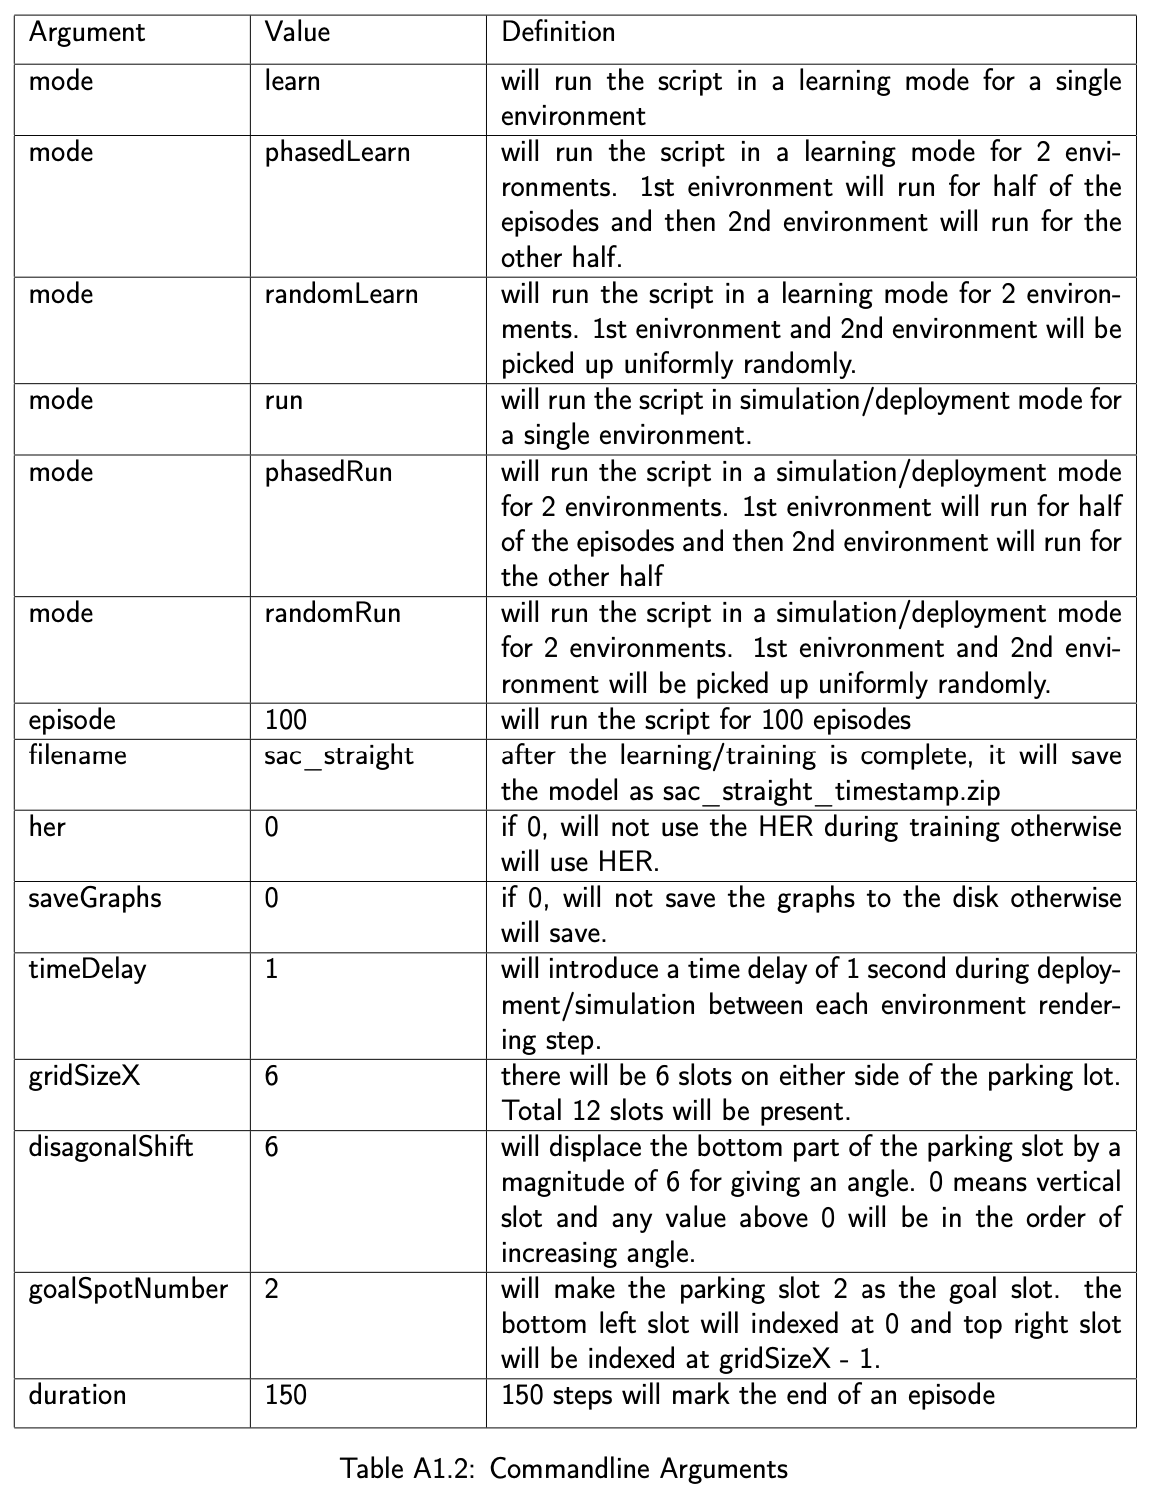 Argument Value Definition
mode learn will run the script in a learning mode for a single
environment
mode phasedLearn will run the script in a learning mode for 2 envi-
ronments. 1st enivronment will run for half of the
episodes and then 2nd environment will run for the
other half.
mode randomLearn will run the script in a learning mode for 2 environ-
ments. 1st enivronment and 2nd environment will be
picked up uniformly randomly.
mode run will run the script in simulation/deployment mode for
a single environment.
mode phasedRun will run the script in a simulation/deployment mode
for 2 environments. 1st enivronment will run for half
of the episodes and then 2nd environment will run for
the other half
mode randomRun will run the script in a simulation/deployment mode
for 2 environments. 1st enivronment and 2nd envi-
ronment will be picked up uniformly randomly.
episode 100 will run the script for 100 episodes
filename sac_straight after the learning/training is complete, it will save
the model as sac_straight_timestamp.zip
her 0 if 0, will not use the HER during training otherwise
will use HER.
saveGraphs 0 if 0, will not save the graphs to the disk otherwise
will save.
timeDelay 1 will introduce a time delay of 1 second during deploy-
ment/simulation between each environment render-
ing step.
gridSizeX 6 there will be 6 slots on either side of the parking lot.
Total 12 slots will be present.
disagonalShift 6 will displace the bottom part of the parking slot by a
magnitude of 6 for giving an angle. 0 means vertical
slot and any value above 0 will be in the order of
increasing angle.
goalSpotNumber 2 will make the parking slot 2 as the goal slot. the
bottom left slot will indexed at 0 and top right slot
will be indexed at gridSizeX - 1.
duration 150 150 steps will mark the end of an episode
Table A1.2: Commandline Arguments